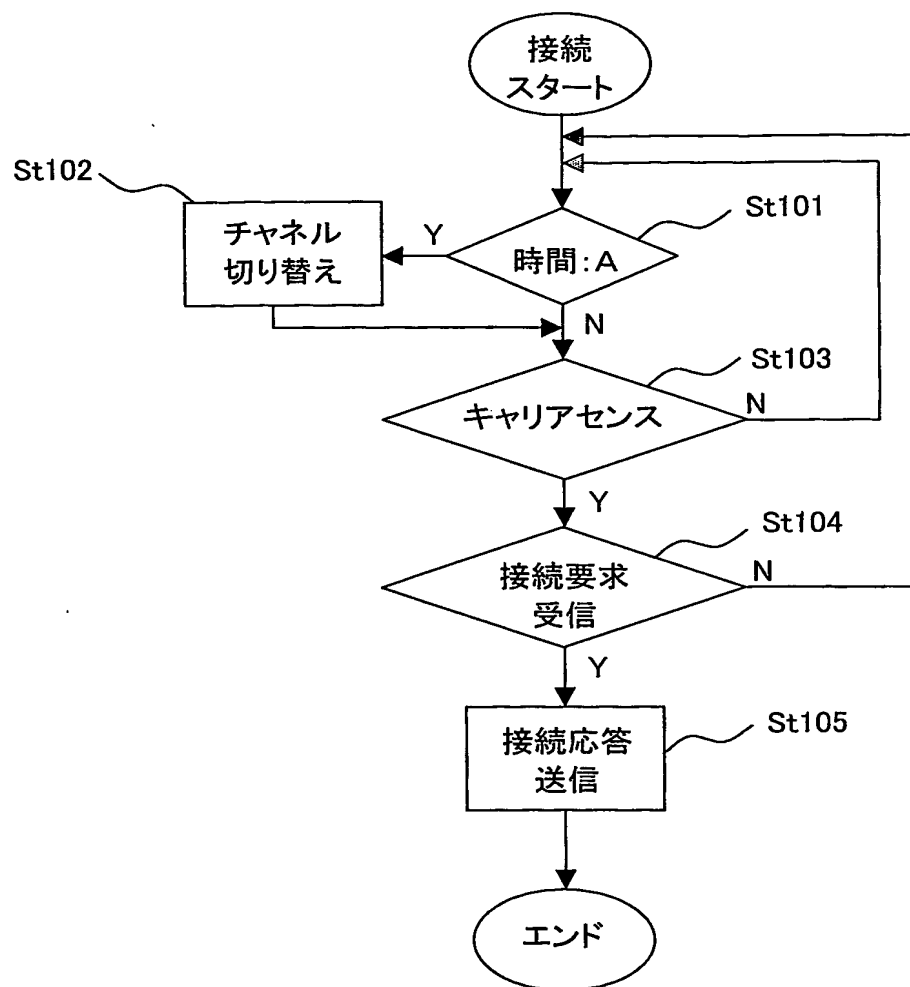 接続
スタート
St102
St101
チャネル
切り替え
Y
時間:A
N
St103
キャリアセンス
N
Y
St104
接続要求
受信
N
Y
St105
接続応答
送信
エンド